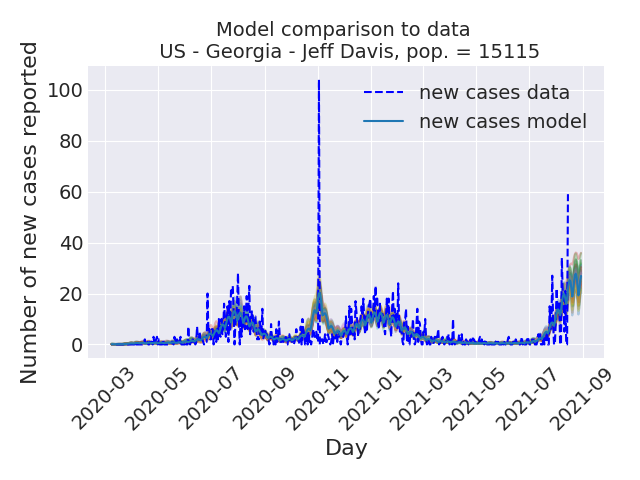 Model comparison to data
US - Georgia - Jeff Davis, pop. = 15115
Number of new cases reported
100
80
60
40
20
0
new cases data
new cases model
2020-03
2020-05
2020-07
2020-09
2020-11
2021-01
2021-03
2021-05
2021-07
2021-09
Day